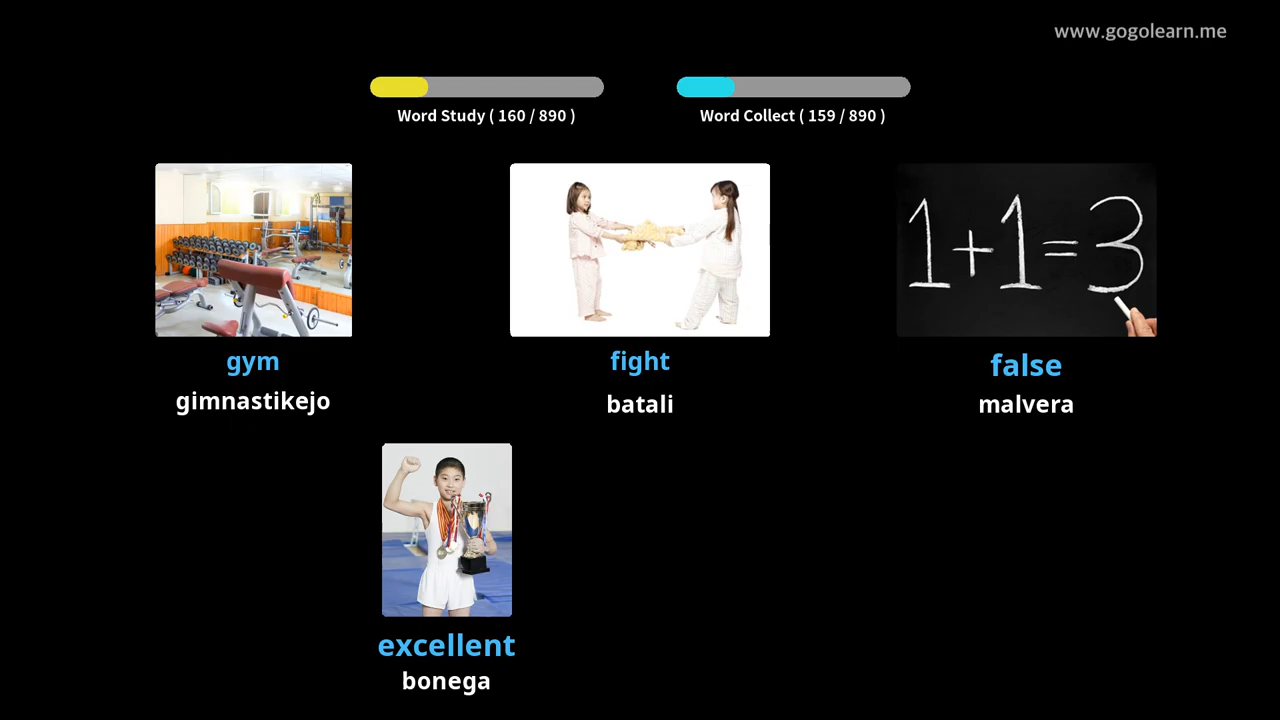 www.gogolearn.me
Word Study ( 160 / 890 )
Word Collect ( 159 / 890 )
1+1=3
gym
fight
false
gimnastikejo
batali
malvera
excellent
bonega